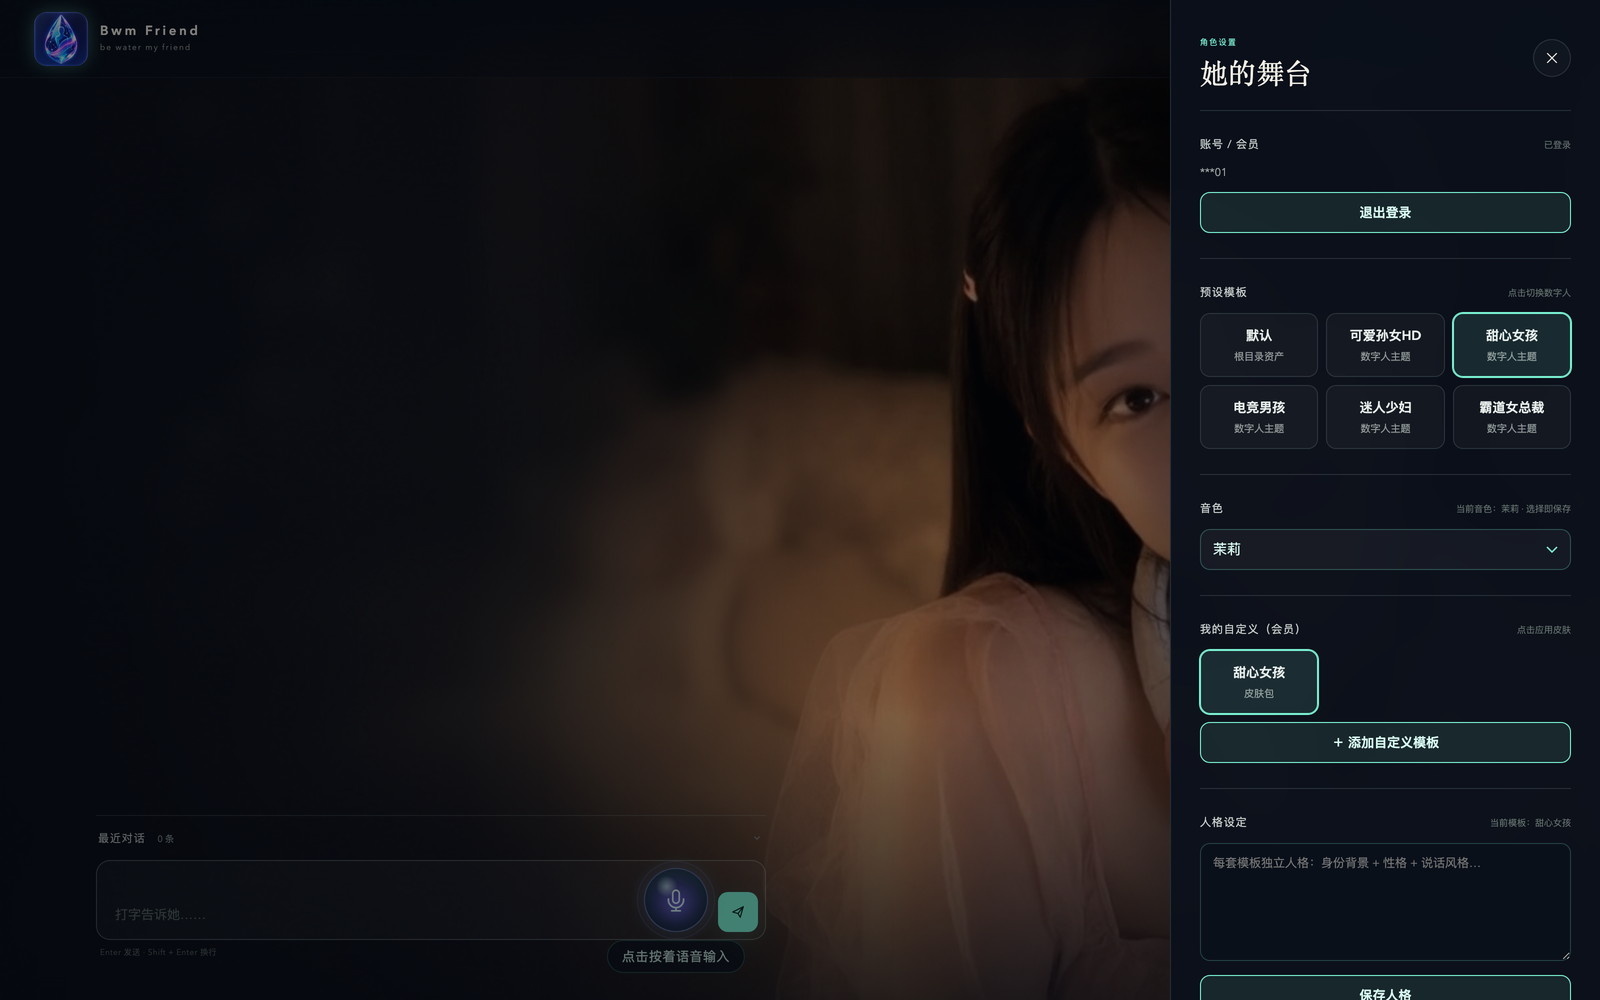 Bwm Friend
be water my friend
最近对话 0 条
打字告诉她……
Enter 发送 · Shift + Enter 换行
点击按着语音输入
角色设置
她的舞台
账号 / 会员 已登录
***01
退出登录
预设模板 点击切换数字人
默认 可爱孙女HD 甜心女孩
根目录资产 数字人主题 数字人主题
电竞男孩 迷人少妇 霸道女总裁
数字人主题 数字人主题 数字人主题
音色 当前音色：茉莉 · 选择即保存
茉莉
我的自定义（会员） 点击应用皮肤
甜心女孩
皮肤包
+ 添加自定义模板
人格设定 当前模板：甜心女孩
每套模板独立人格：身份背景 + 性格 + 说话风格…
保存人格